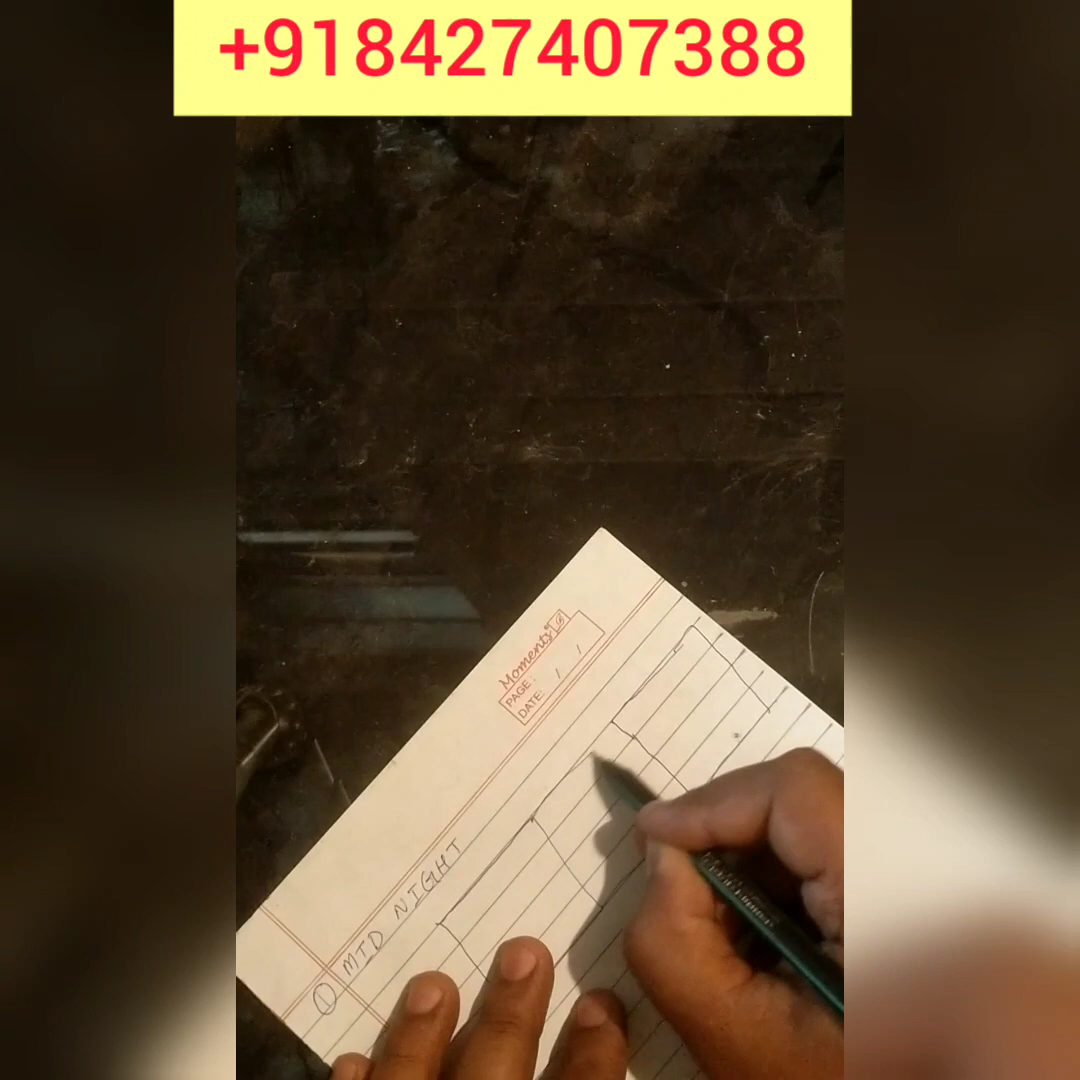 +918427407388
Moments
PAGE:
DATE: / /
① MID NIGHT